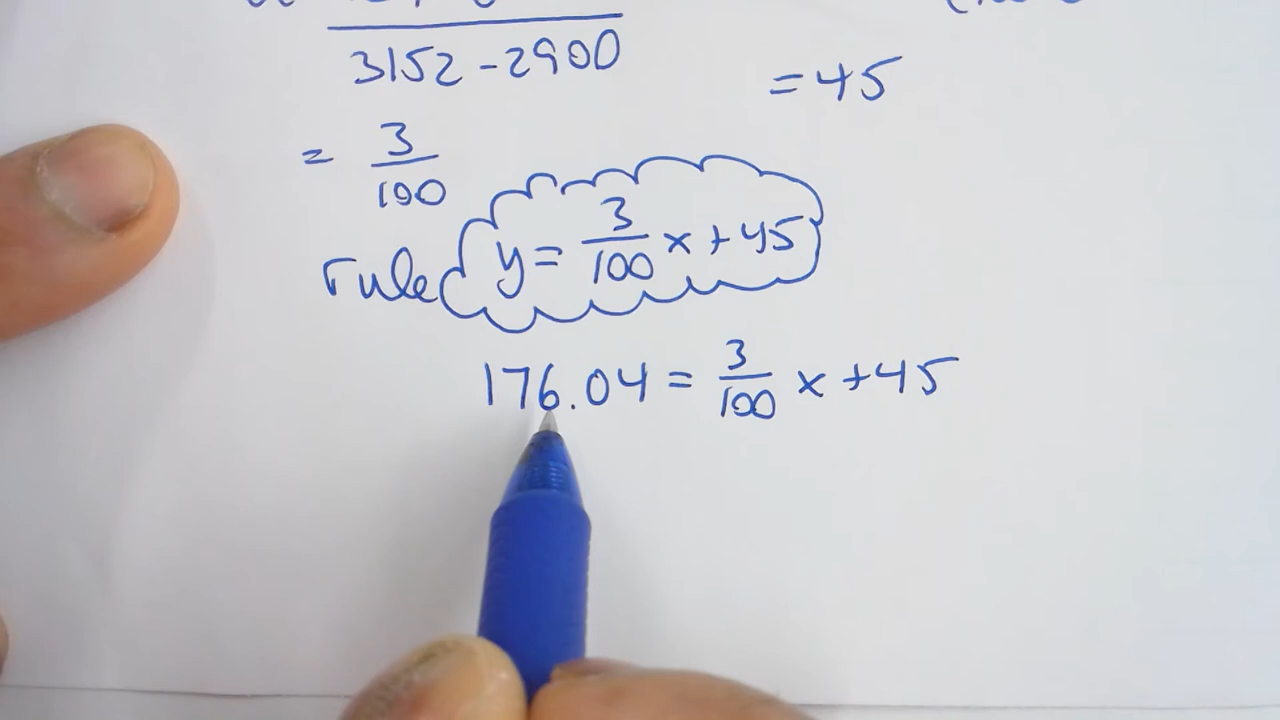 3152-2900
=45
= 3/100
rule y= 3/100 x+45
176.04= 3/100 x+45